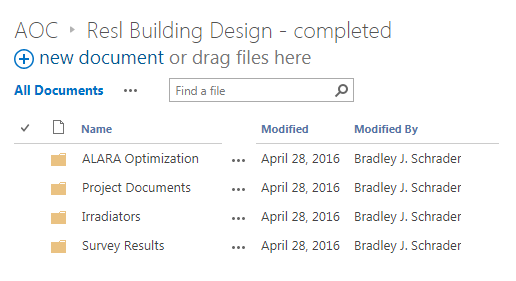 AOC ▸ Resl Building Design - completed
new document or drag files here
All Documents ••• Find a file
Name Modified Modified By
ALARA Optimization ••• April 28, 2016 Bradley J. Schrader
Project Documents ••• April 28, 2016 Bradley J. Schrader
Irradiators ••• April 28, 2016 Bradley J. Schrader
Survey Results ••• April 28, 2016 Bradley J. Schrader